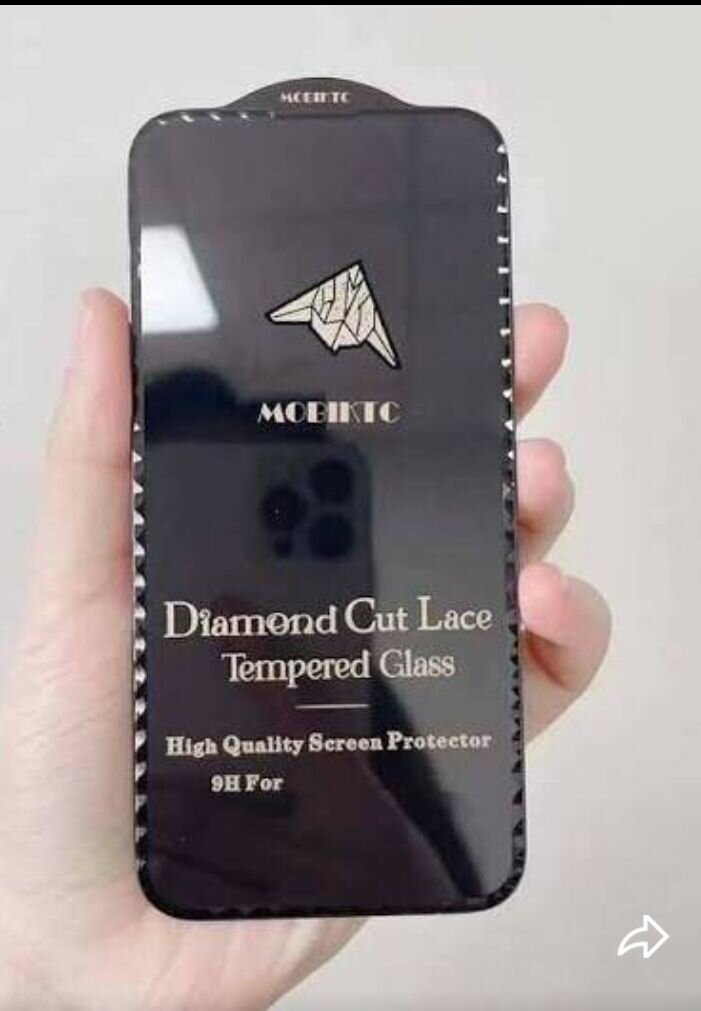 MOBIKTC
MOBIKTC
Diamond Cut Lace
Tempered Glass
High Quality Screen Protector
9H For